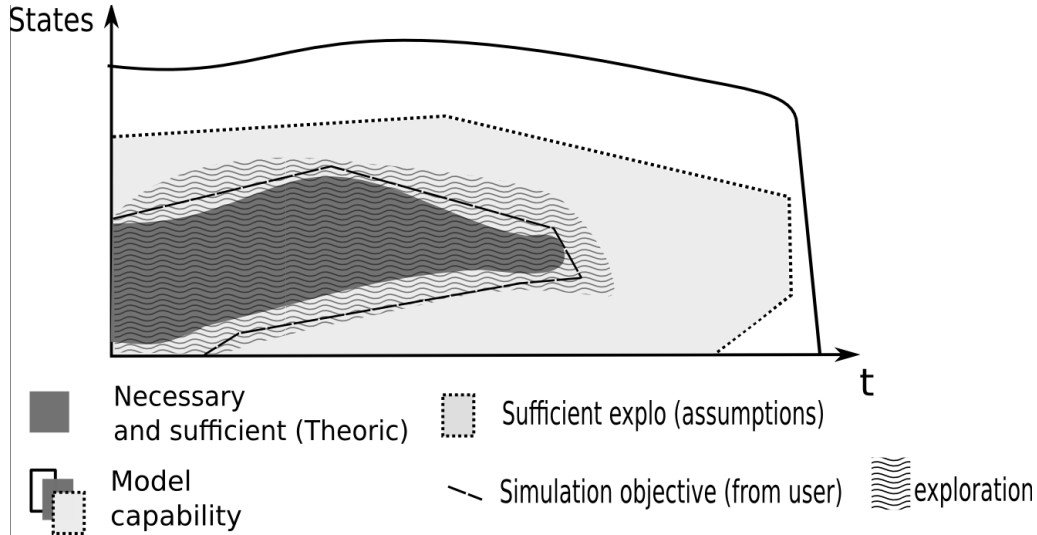 States
t
Necessary
and sufficient (Theoric)
Sufficient explo (assumptions)
Model
capability
Simulation objective (from user)
exploration